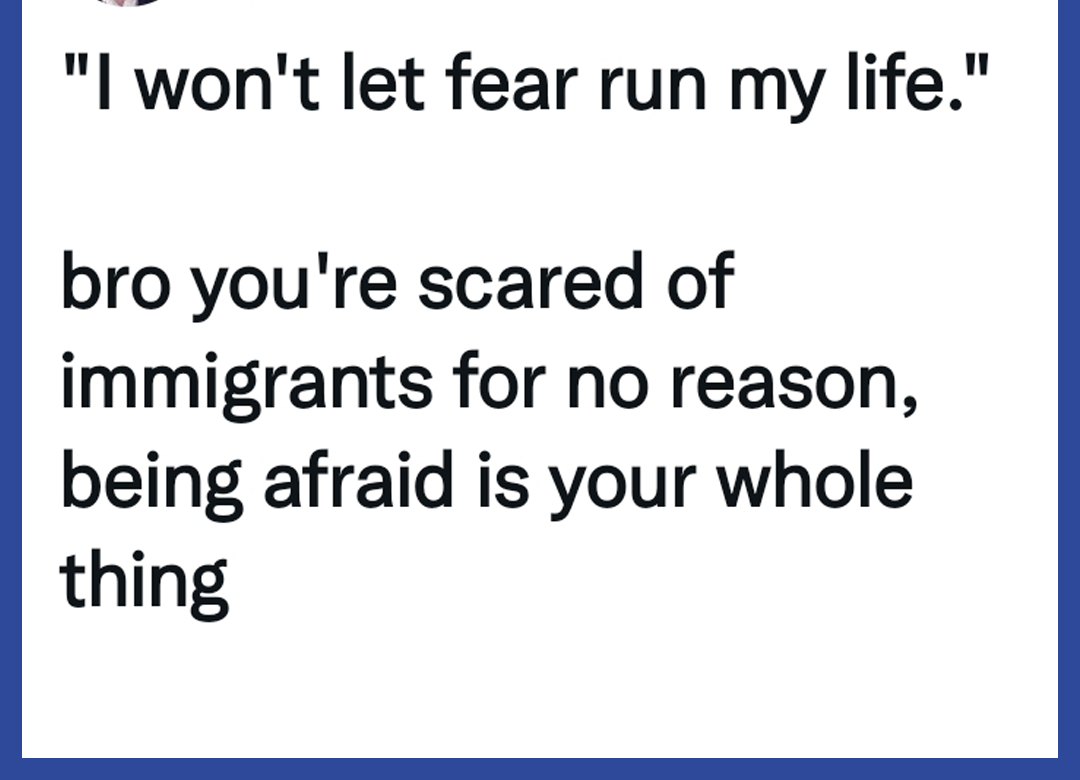 "I won't let fear run my life."
bro you're scared of
immigrants for no reason,
being afraid is your whole
thing